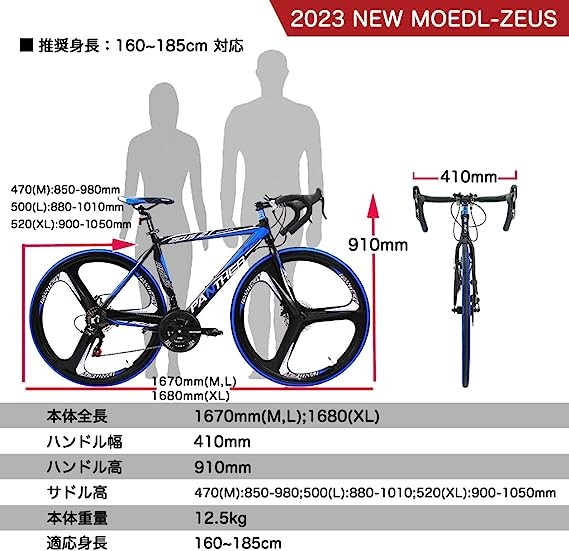 2023 NEW MOEDL-ZEUS
■ 推奨身長：160~185cm 対応
470(M):850-980mm
500(L):880-1010mm
520(XL):900-1050mm
410mm
910mm
PANTHER
1670mm(M,L)
1680mm(XL)
本体全長 1670mm(M,L);1680(XL)
ハンドル幅 410mm
ハンドル高 910mm
サドル高 470(M):850-980;500(L):880-1010;520(XL):900-1050mm
本体重量 12.5kg
適応身長 160~185cm